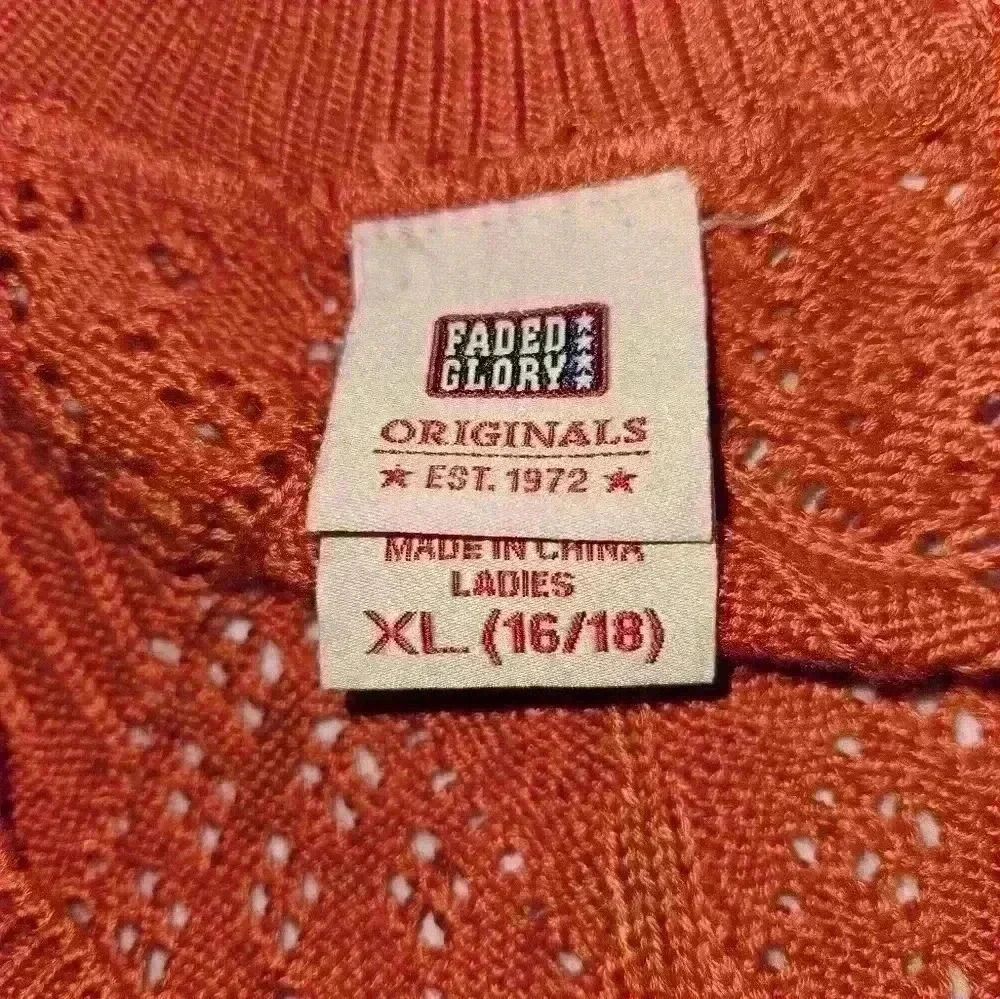 FADED
GLORY
ORIGINALS
EST. 1972
MADE IN CHINA
LADIES
XL (16/18)